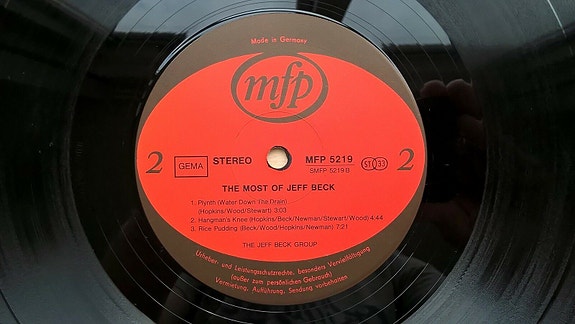 Made in Germany
mfp
2 GEMA STEREO MFP 5219 ST 33 2
SMFP 5219 B
THE MOST OF JEFF BECK
1. Plynth (Water Down The Drain)
(Hopkins/Wood/Stewart) 3:03
2. Hangman's Knee (Hopkins/Beck/Newman/Stewart/Wood) 4:44
3. Rice Pudding (Beck/Wood/Hopkins/Newman) 7:21
THE JEFF BECK GROUP
Urheber- und Leistungsschutzrechte, besonders Vervielfältigung
(außer zum persönlichen Gebrauch)
Vermietung, Aufführung, Sendung vorbehalten